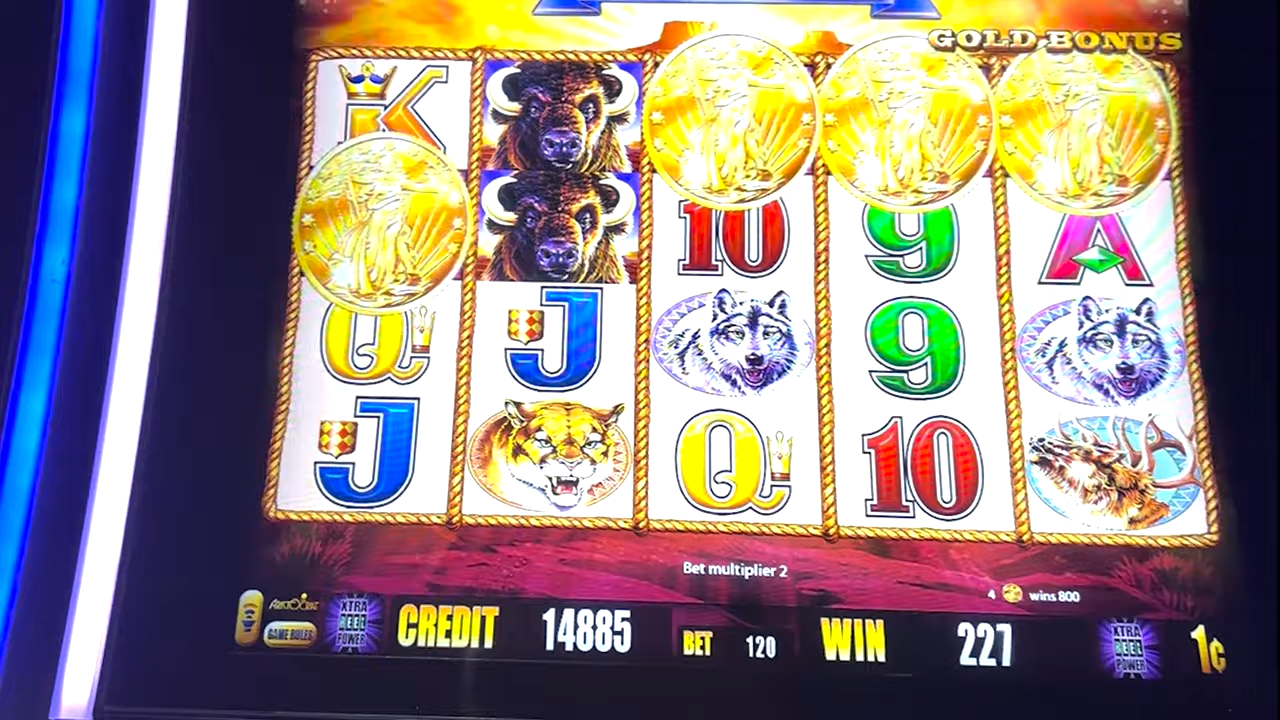 GOLD BONUS
K
10
9
A
Q
J
9
J
Q
10
Bet multiplier 2
4 wins 800
ARISTOCRAT
GAME RULES
XTRA
REEL
POWER
CREDIT 14885 BET 120 WIN 227
XTRA
REEL
POWER
1¢